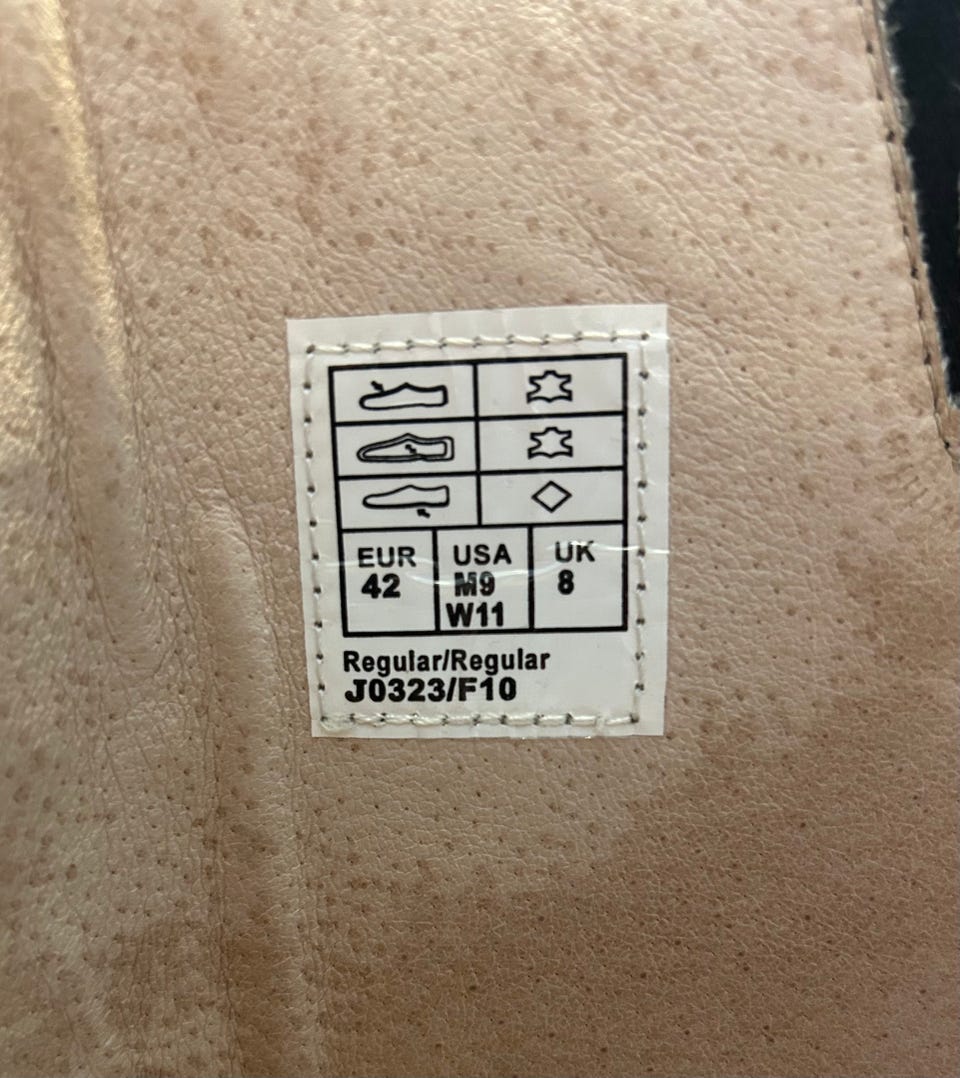 EUR USA UK
42 M9 8
W11
Regular/Regular
J0323/F10